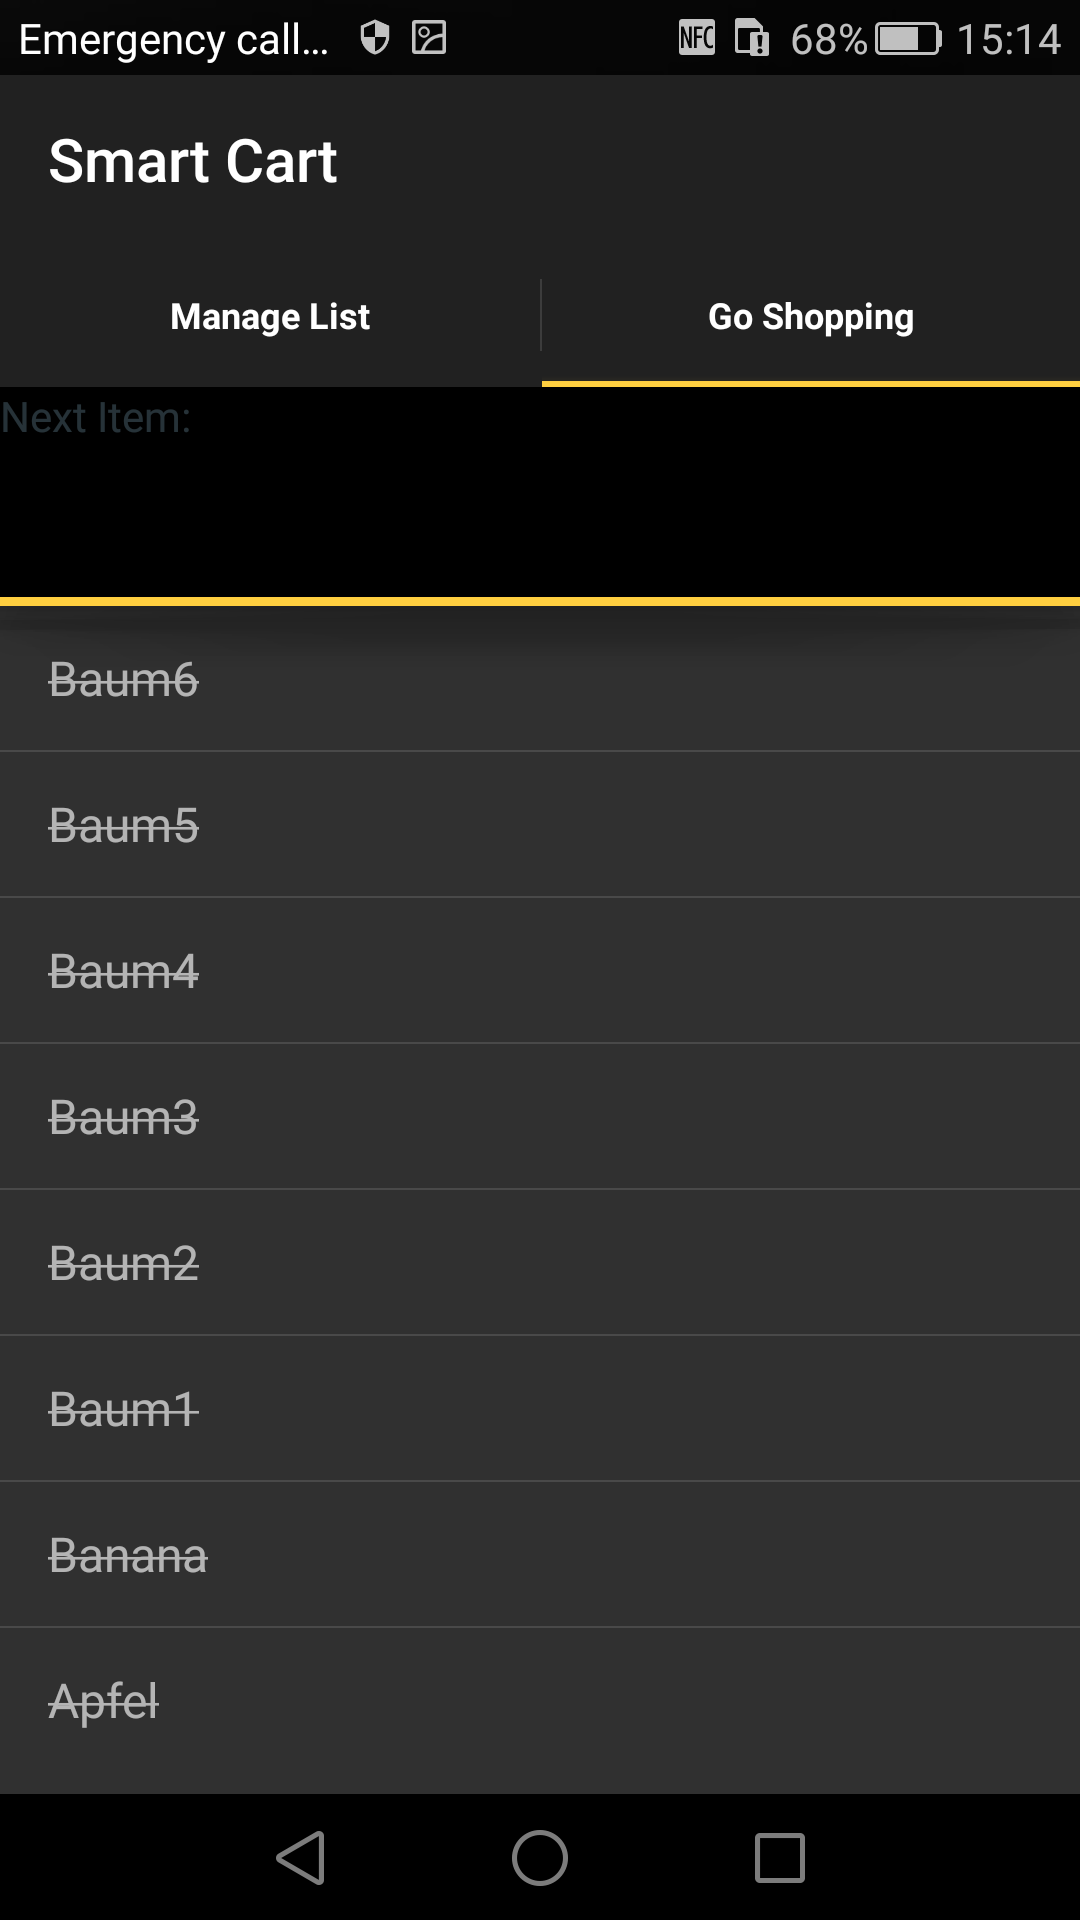 Emergency call... NFC 68% 15:14
Smart Cart
Manage List Go Shopping
Next Item:
Baum6
Baum5
Baum4
Baum3
Baum2
Baum1
Banana
Apfel